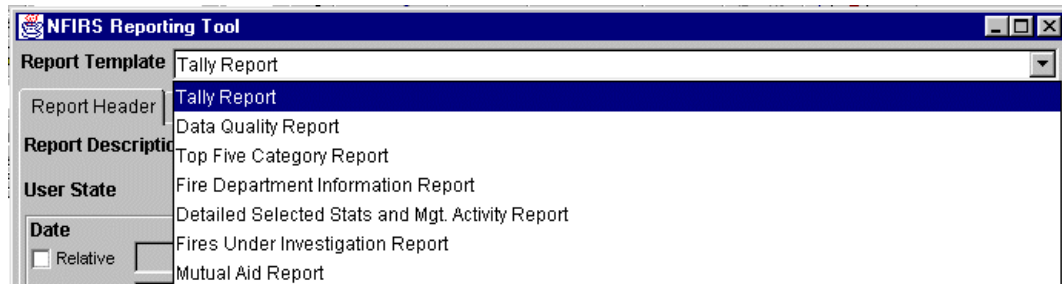 NFIRS Reporting Tool
Report Template Tally Report
Report Header
Tally Report
Data Quality Report
Report Descriptio
Top Five Category Report
User State
Fire Department Information Report
Detailed Selected Stats and Mgt. Activity Report
Date
Fires Under Investigation Report
Relative
Mutual Aid Report